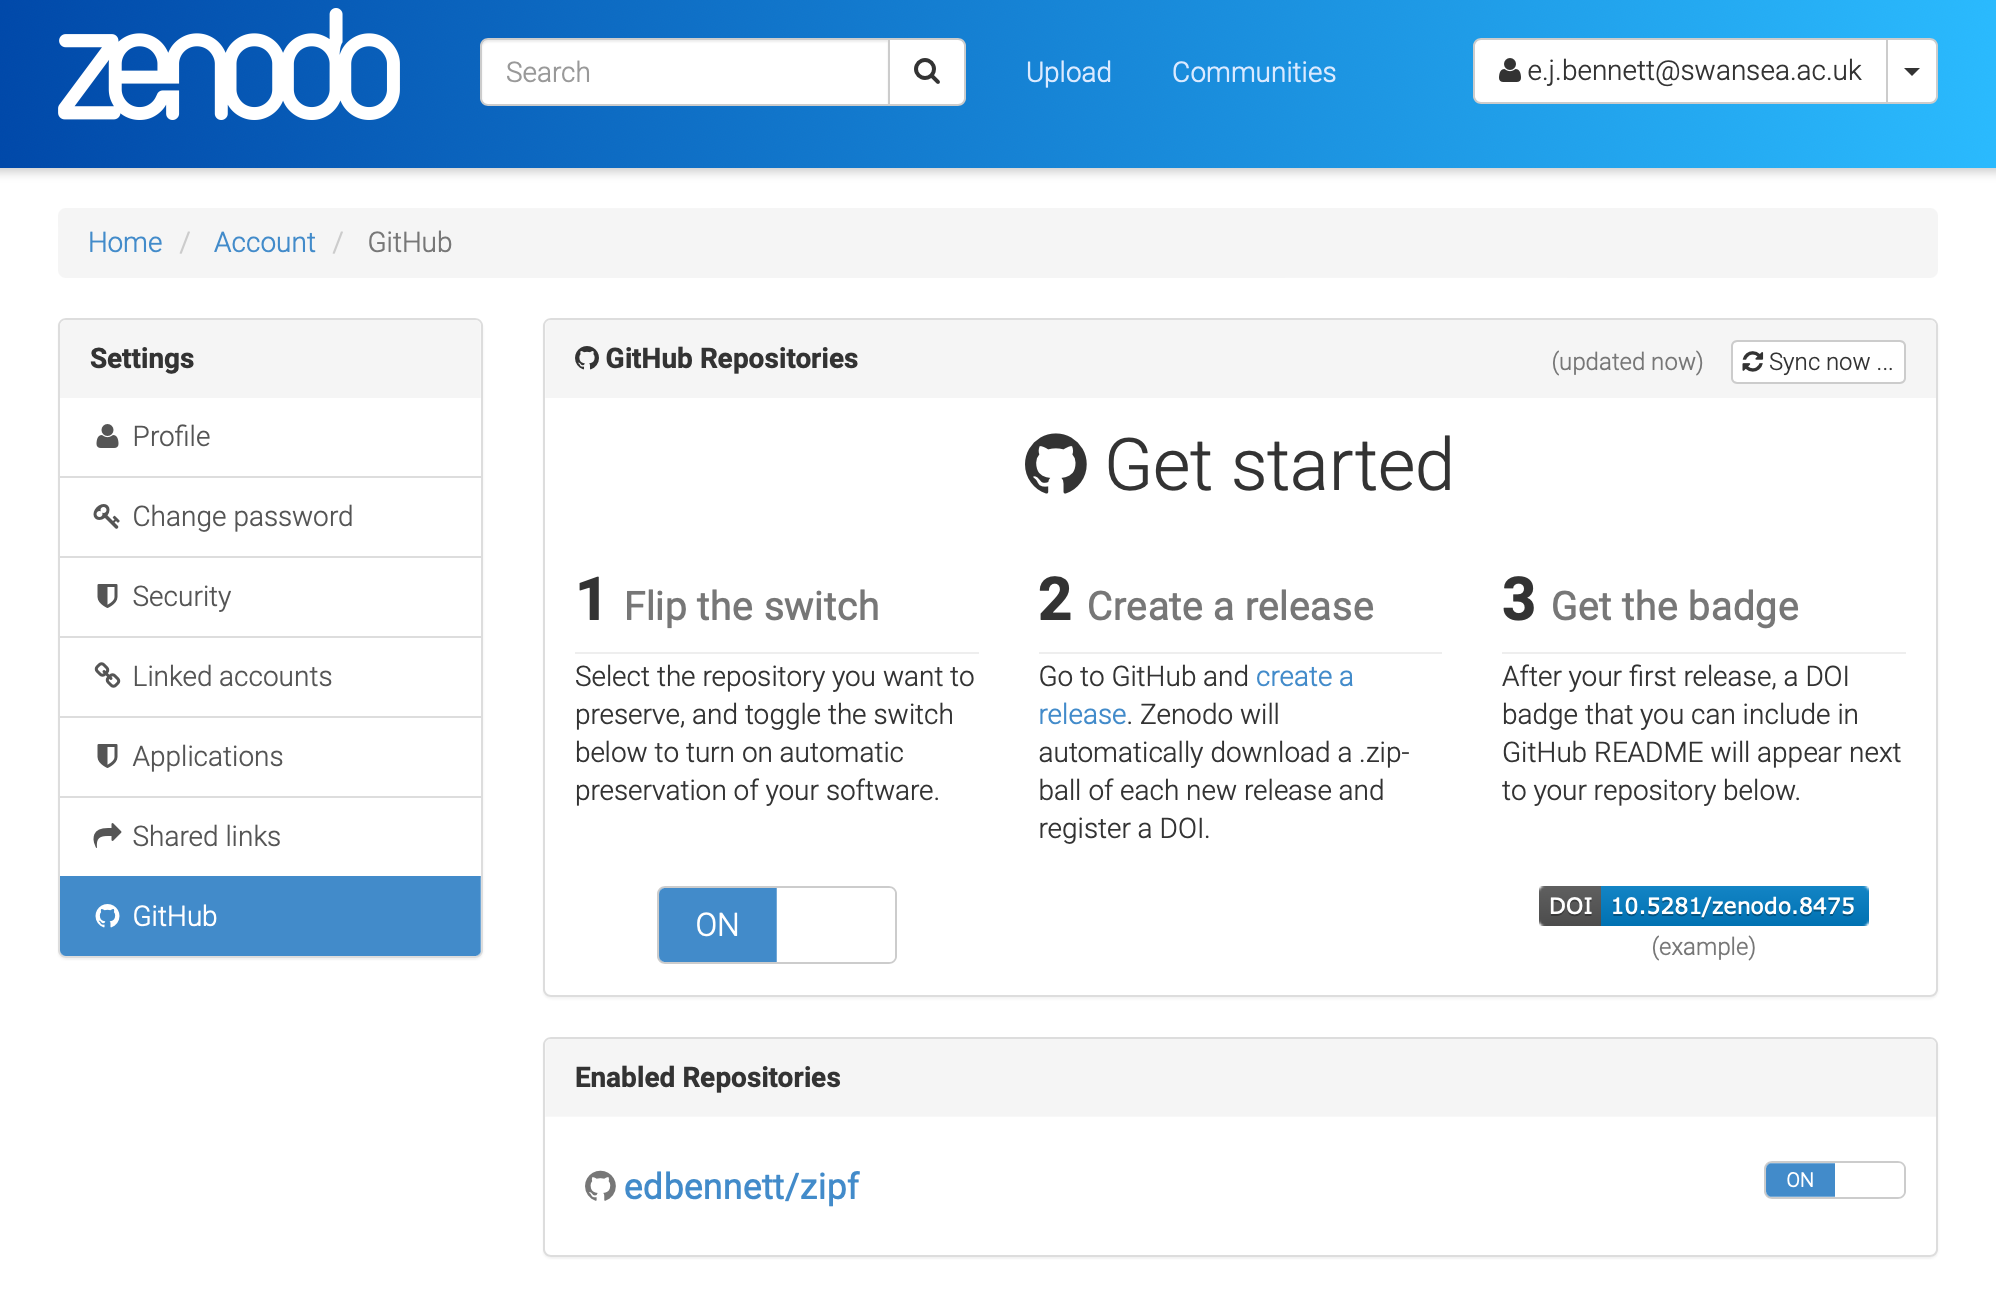 zenodo
Search
Upload
Communities
e.j.bennett@swansea.ac.uk
Home / Account / GitHub
Settings
Profile
Change password
Security
Linked accounts
Applications
Shared links
GitHub
GitHub Repositories
(updated now)
Sync now ...
Get started
1 Flip the switch
Select the repository you want to
preserve, and toggle the switch
below to turn on automatic
preservation of your software.
ON
2 Create a release
Go to GitHub and create a
release. Zenodo will
automatically download a .zip-
ball of each new release and
register a DOI.
3 Get the badge
After your first release, a DOI
badge that you can include in
GitHub README will appear next
to your repository below.
DOI 10.5281/zenodo.8475
(example)
Enabled Repositories
edbennett/zipf
ON